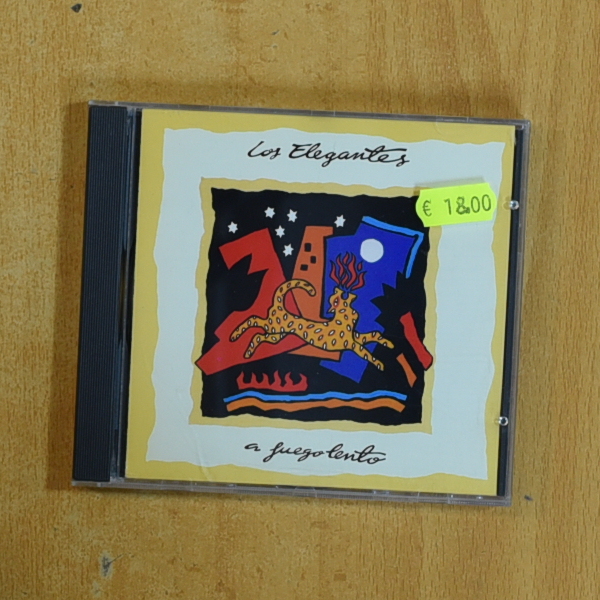 Los Elegantes
€ 18.00
a fuego lento